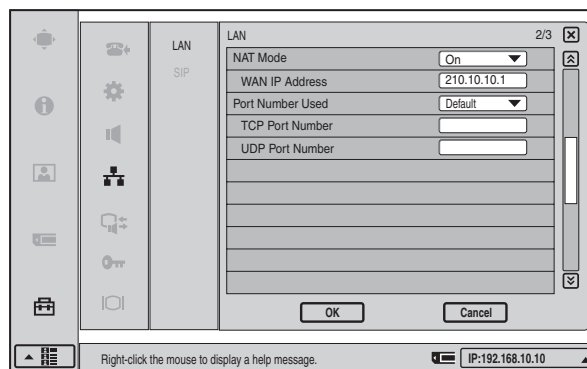 LAN
SIP
LAN 2/3
NAT Mode On
WAN IP Address 210.10.10.1
Port Number Used Default
TCP Port Number
UDP Port Number
OK Cancel
Right-click the mouse to display a help message. IP:192.168.10.10